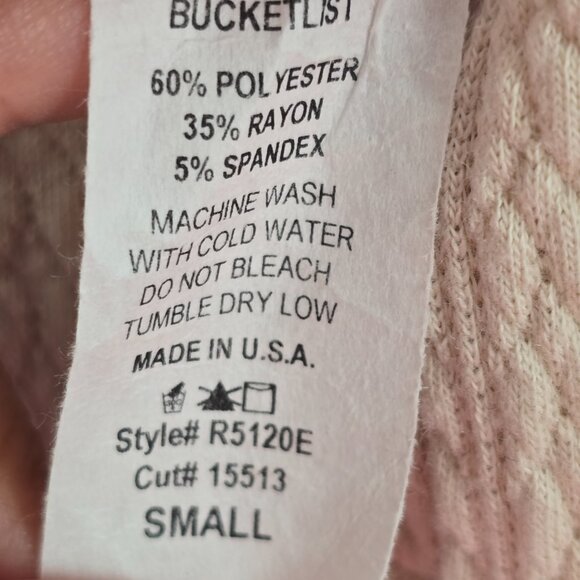 BUCKETLIST
60% POLYESTER
35% RAYON
5% SPANDEX
MACHINE WASH
WITH COLD WATER
DO NOT BLEACH
TUMBLE DRY LOW
MADE IN U.S.A.
Style# R5120E
Cut# 15513
SMALL